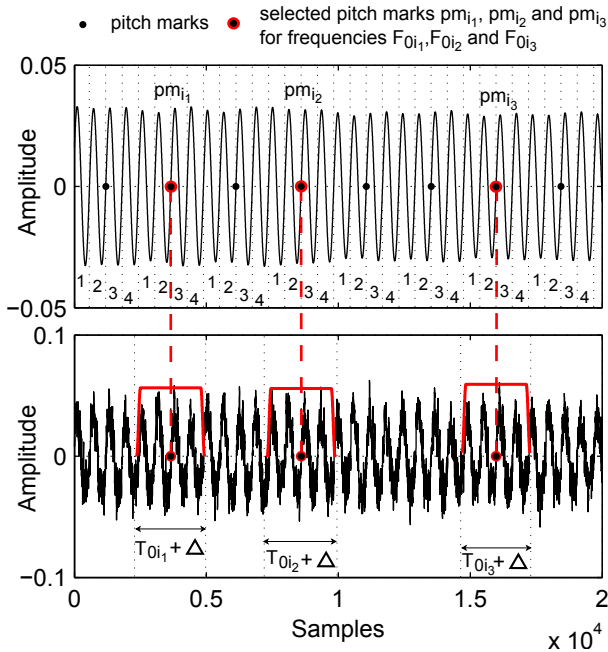 pitch marks
selected pitch marks pmi₁, pmi₂ and pmi₃
for frequencies F0i₁,F0i₂ and F0i₃
0.05
0
−0.05
Amplitude
pmi₁
pmi₂
pmi₃
1 2 3 4 1 2 3 4 1 2 3 4 1 2 3 4 1 2 3 4 1 2 3 4 1 2 3 4 1 2 3 4
0.1
0
−0.1
Amplitude
T0i₁+ Δ
T0i₂+ Δ
T0i₃+ Δ
0 0.5 1 1.5 2
Samples
x 10⁴